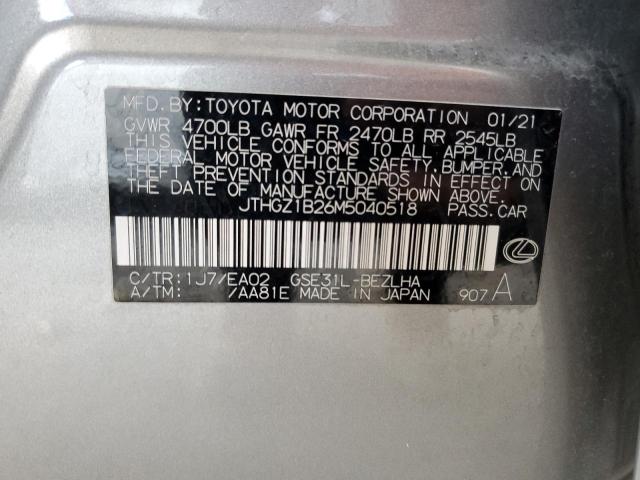 MFD. BY: TOYOTA MOTOR CORPORATION 01/21
GVWR 4700LB GAWR FR 2470LB RR 2545LB
THIS VEHICLE CONFORMS TO ALL APPLICABLE
FEDERAL MOTOR VEHICLE SAFETY, BUMPER, AND
THEFT PREVENTION STANDARDS IN EFFECT ON
THE DATE OF MANUFACTURE SHOWN ABOVE.
JTHGZ1B26M5040518 PASS. CAR
C/TR: 1J7/EA02 GSE31L-BEZLHA
A/TM: /AA81E MADE IN JAPAN 907 A